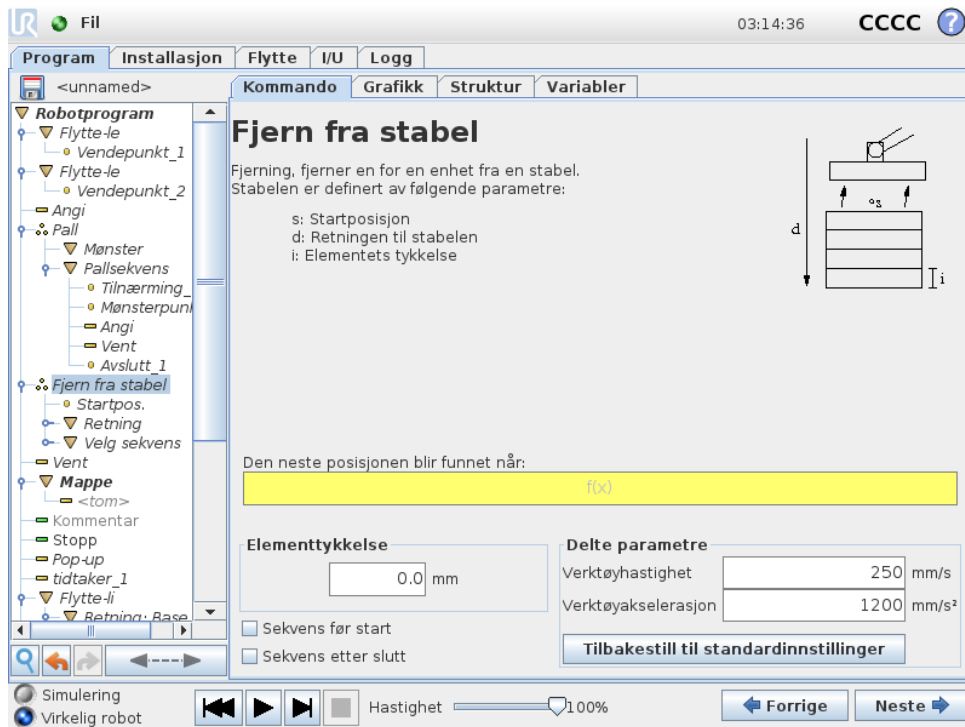 UR Fil 03:14:36 CCCC ?
Program Installasjon Flytte I/U Logg
<unnamed>
Kommando Grafikk Struktur Variabler
Robotprogram
Flytte-le
Vendepunkt_1
Flytte-le
Vendepunkt_2
Angi
Pall
Mønster
Pallsekvens
Tilnærming_
Mønsterpun
Angi
Vent
Avslutt_1
Fjern fra stabel
Startpos.
Retning
Velg sekvens
Vent
Mappe
<tom>
Kommentar
Stopp
Pop-up
tidtaker_1
Flytte-li
Retning: Base
Fjern fra stabel
Fjerning, fjerner en for en enhet fra en stabel.
Stabelen er definert av følgende parametre:
s: Startposisjon
d: Retningen til stabelen
i: Elementets tykkelse
s
d
i
Den neste posisjonen blir funnet når:
f(x)
Elementtykkelse
0.0 mm
Sekvens før start
Sekvens etter slutt
Delte parametre
Verktøyhastighet 250 mm/s
Verktøyakselerasjon 1200 mm/s²
Tilbakestill til standardinnstillinger
Simulering
Virkelig robot
Hastighet 100%
Forrige Neste